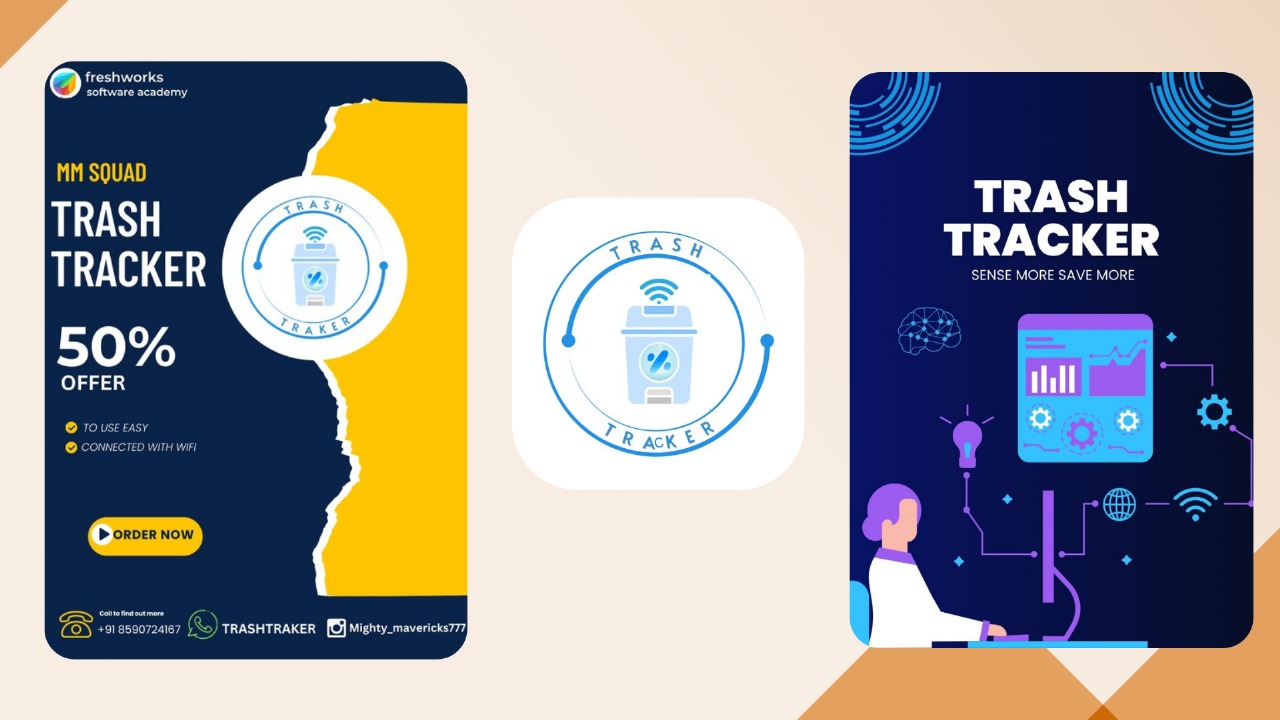 freshworks
software academy
MM SQUAD
TRASH
TRACKER
50%
OFFER
TO USE EASY
CONNECTED WITH WIFI
ORDER NOW
Call to find out more
+91 8590724167
TRASHTRAKER
Mighty_mavericks777
TRASH
TRAKER
TRASH
TRACKER
TRASH
TRACKER
SENSE MORE SAVE MORE